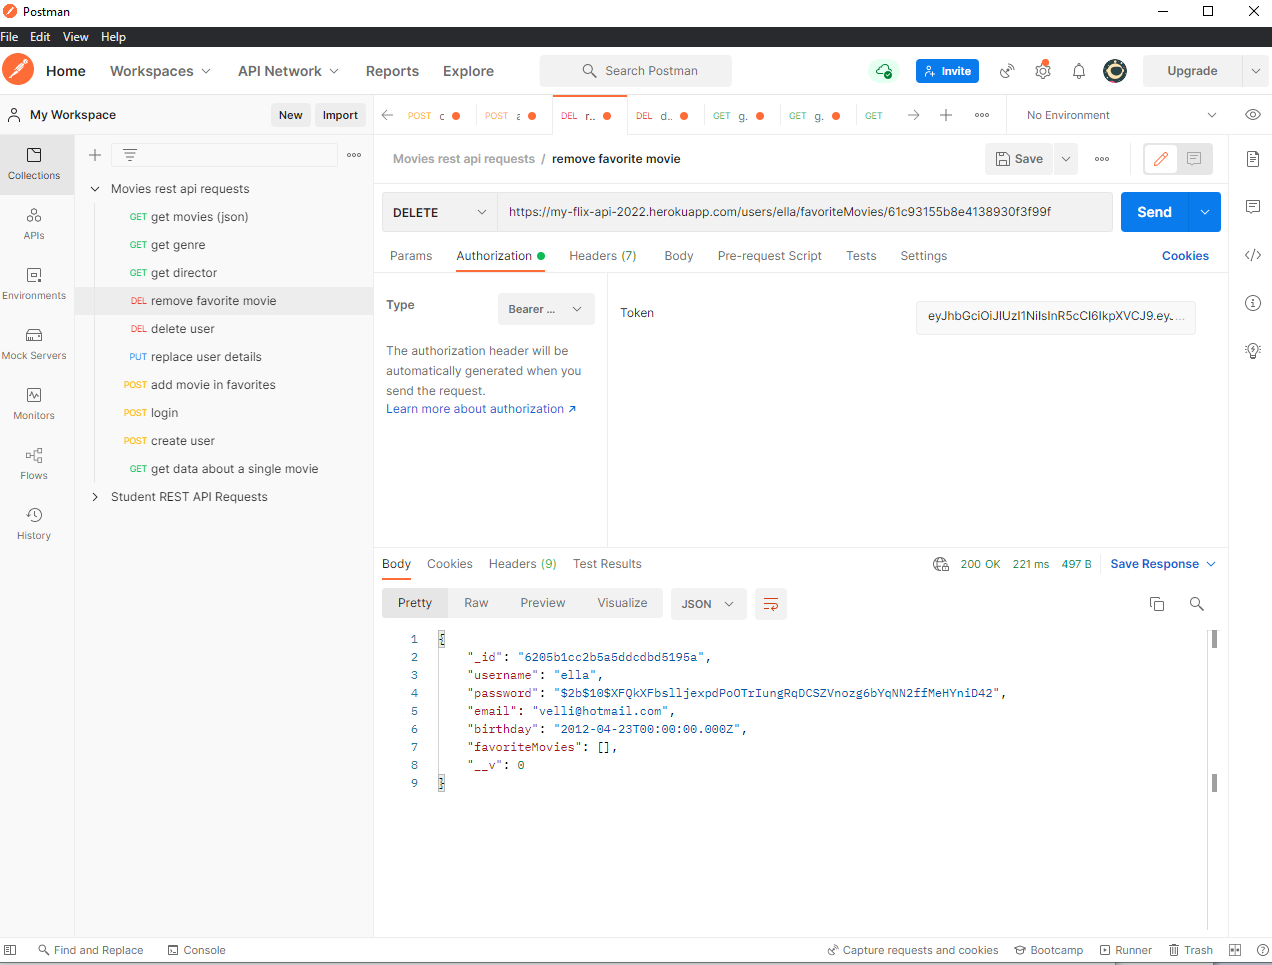 Postman
File Edit View Help
Home Workspaces API Network Reports Explore Search Postman Invite Upgrade
My Workspace New Import
POST c POST a DEL r.. DEL d.. GET g. GET g. GET No Environment
Collections
APIs
Environments
Mock Servers
Monitors
Flows
History
Movies rest api requests
GET get movies (json)
GET get genre
GET get director
DEL remove favorite movie
DEL delete user
PUT replace user details
POST add movie in favorites
POST login
POST create user
GET get data about a single movie
Student REST API Requests
Movies rest api requests / remove favorite movie Save
DELETE https://my-flix-api-2022.herokuapp.com/users/ella/favoriteMovies/61c93155b8e4138930f3f99f Send
Params Authorization Headers (7) Body Pre-request Script Tests Settings Cookies
Type Bearer ...
The authorization header will be
automatically generated when you
send the request.
Learn more about authorization ↗
Token eyJhbGciOiJIUzI1NiIsInR5cCI6IkpXVCJ9.eyJ....
Body Cookies Headers (9) Test Results 200 OK 221 ms 497 B Save Response
Pretty Raw Preview Visualize JSON
1 {
2 "_id": "6205b1cc2b5a5ddcdbd5195a",
3 "username": "ella",
4 "password": "$2b$10$XFQkXFbslljexpdPoOTrIungRqDCSZVnozg6bYqNN2ffMeHYniD42",
5 "email": "velli@hotmail.com",
6 "birthday": "2012-04-23T00:00:00.000Z",
7 "favoriteMovies": [],
8 "__v": 0
9 }
Find and Replace Console Capture requests and cookies Bootcamp Runner Trash